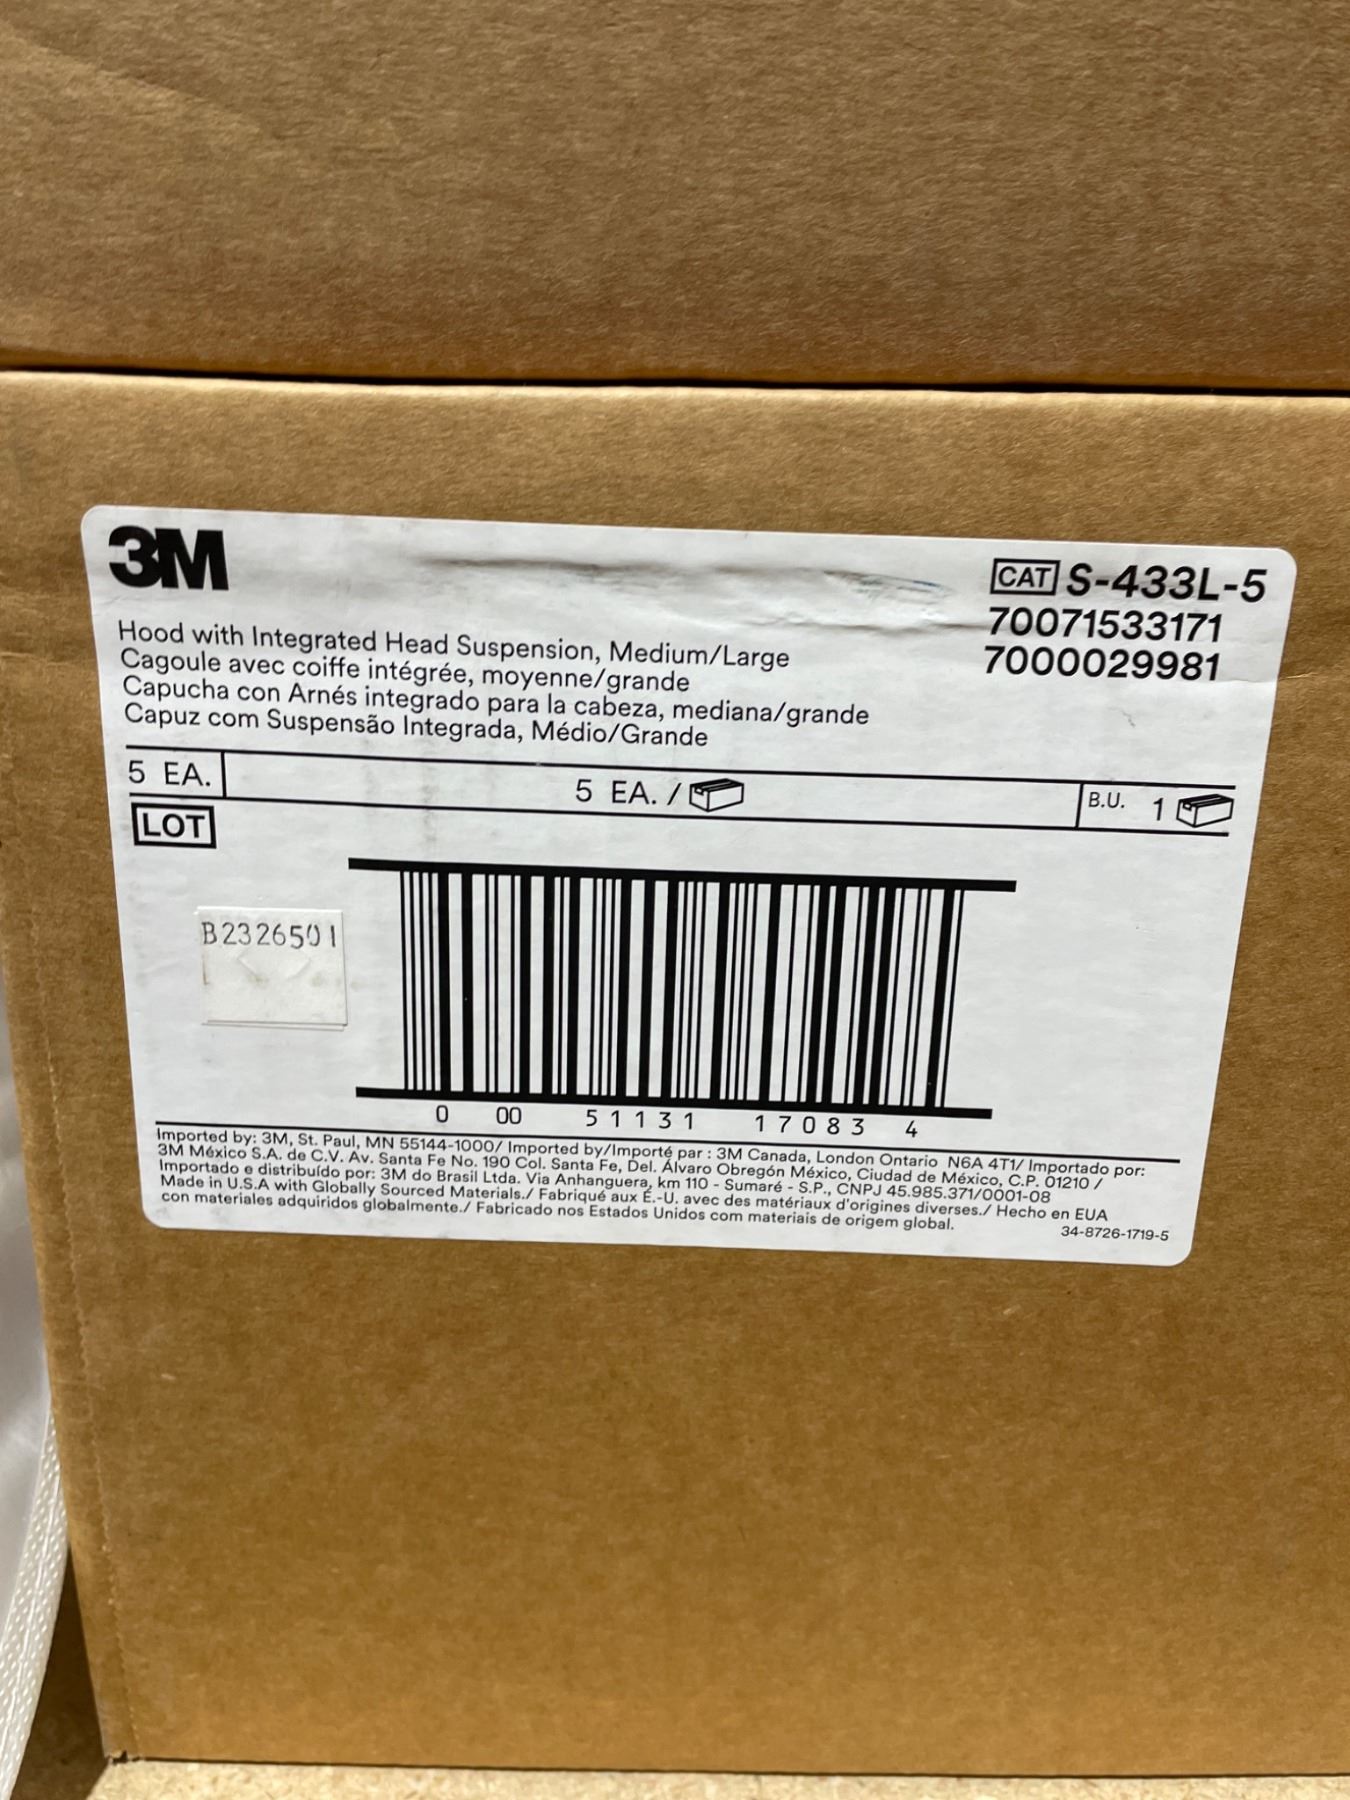 3M
CAT S-433L-5
70071533171
7000029981
Hood with Integrated Head Suspension, Medium/Large
Cagoule avec coiffe intégrée, moyenne/grande
Capucha con Arnés integrado para la cabeza, mediana/grande
Capuz com Suspensão Integrada, Médio/Grande
5 EA.
5 EA. /
B.U. 1
LOT
B2326501
0 00 51131 17083 4
Imported by: 3M, St. Paul, MN 55144-1000/ Imported by/Importé par : 3M Canada, London Ontario N6A 4T1/ Importado por:
3M México S.A. de C.V. Av. Santa Fe No. 190 Col. Santa Fe, Del. Álvaro Obregón México, Ciudad de México, C.P. 01210 /
Importado e distribuído por: 3M do Brasil Ltda. Via Anhanguera, km 110 - Sumaré - S.P., CNPJ 45.985.371/0001-08
Made in U.S.A with Globally Sourced Materials./ Fabriqué aux É.-U. avec des matériaux d'origines diverses./ Hecho en EUA
con materiales adquiridos globalmente./ Fabricado nos Estados Unidos com materiais de origem global.
34-8726-1719-5